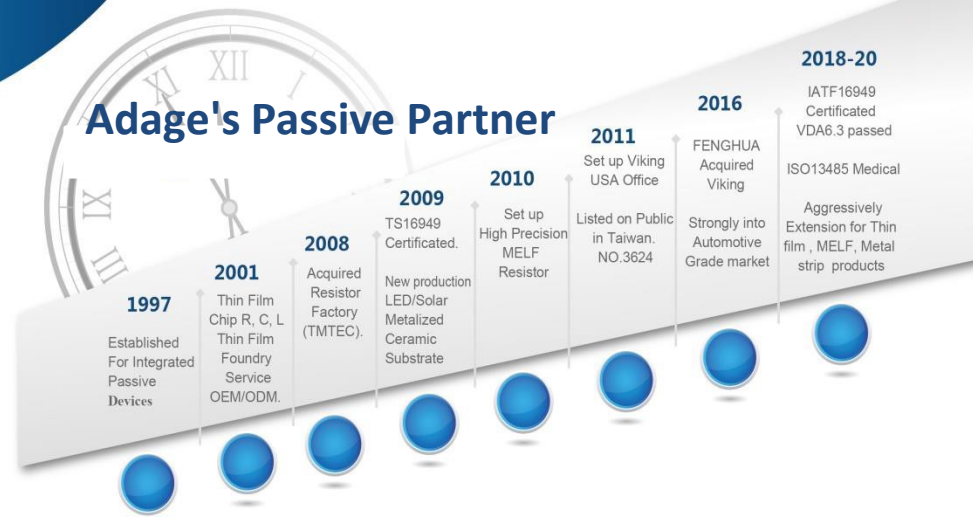 Adage's Passive Partner
XII
XI
I
IX
IIII
1997
Established
For Integrated
Passive
Devices
2001
Thin Film
Chip R, C, L
Thin Film
Foundry
Service
OEM/ODM.
2008
Acquired
Resistor
Factory
(TMTEC).
2009
TS16949
Certificated.
New production
LED/Solar
Metalized
Ceramic
Substrate
2010
Set up
High Precision
MELF
Resistor
2011
Set up Viking
USA Office
Listed on Public
in Taiwan.
NO.3624
2016
FENGHUA
Acquired
Viking
Strongly into
Automotive
Grade market
2018-20
IATF16949
Certificated
VDA6.3 passed
ISO13485 Medical
Aggressively
Extension for Thin
film , MELF, Metal
strip products